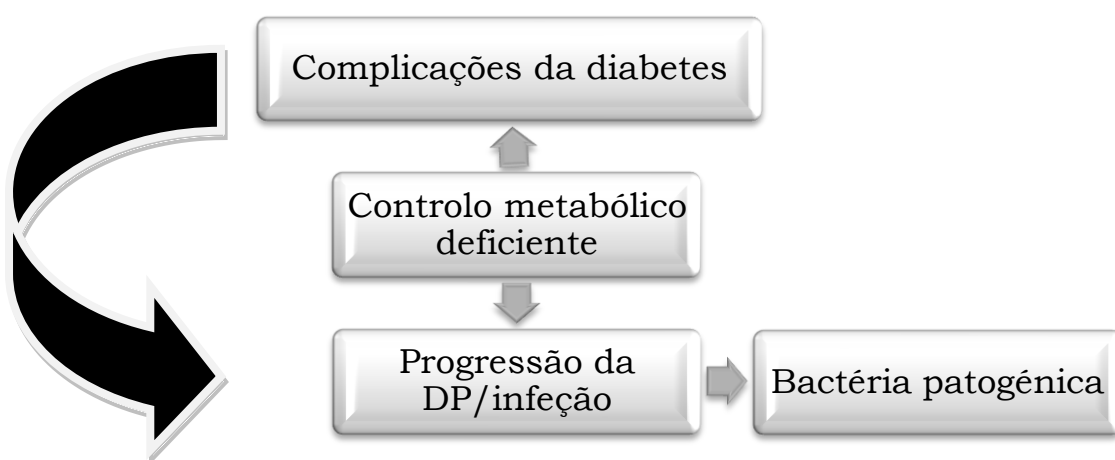 Complicações da diabetes
Controlo metabólico
deficiente
Progressão da
DP/infeção
Bactéria patogénica